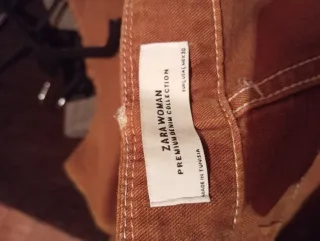 ZARA WOMAN
PREMIUM DENIM COLLECTION
MADE IN TUNISIA